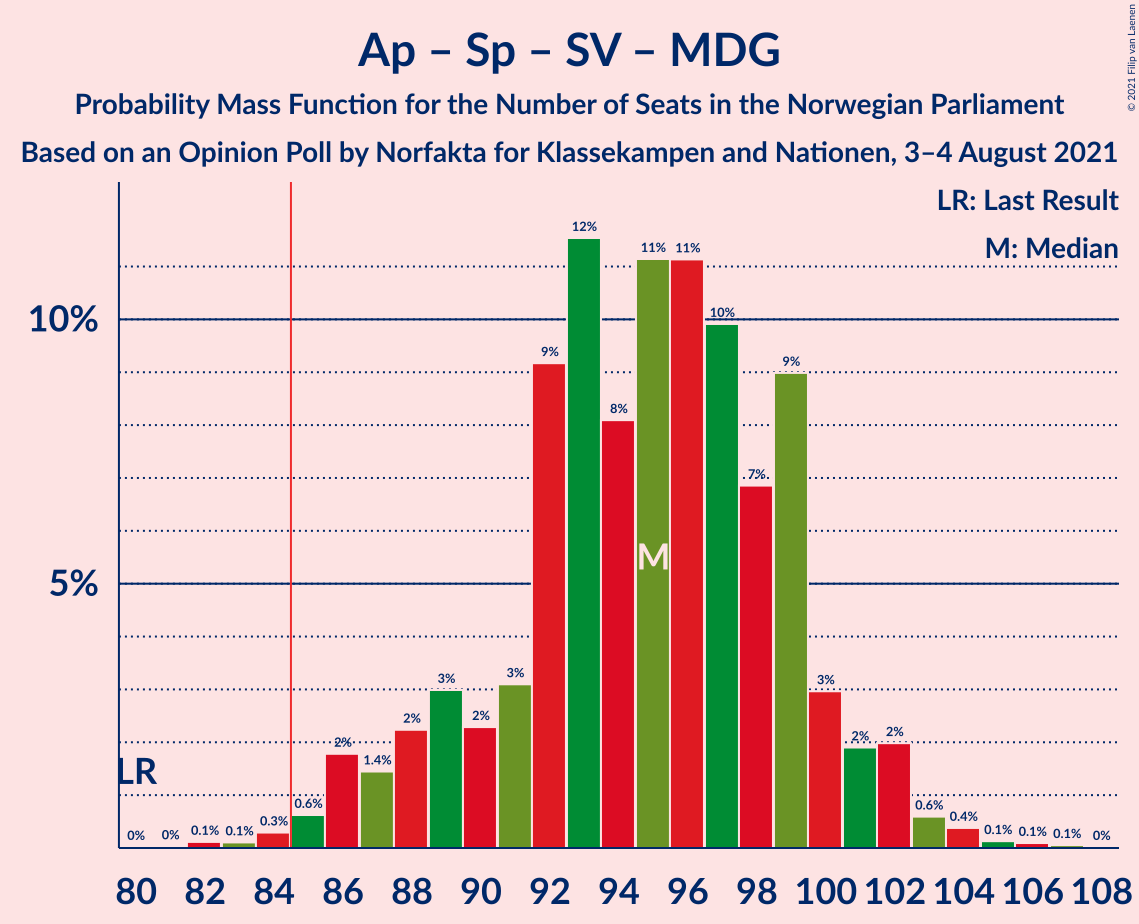 Ap – Sp – SV – MDG
Probability Mass Function for the Number of Seats in the Norwegian Parliament
Based on an Opinion Poll by Norfakta for Klassekampen and Nationen, 3–4 August 2021
© 2021 Filip van Laenen
LR: Last Result
M: Median
10%
5%
LR
M
0% 0% 0.1% 0.1% 0.3% 0.6% 2% 1.4% 2% 3% 2% 3% 9% 12% 8% 11% 11% 10% 7% 9% 3% 2% 2% 0.6% 0.4% 0.1% 0.1% 0.1% 0%
80 82 84 86 88 90 92 94 96 98 100 102 104 106 108